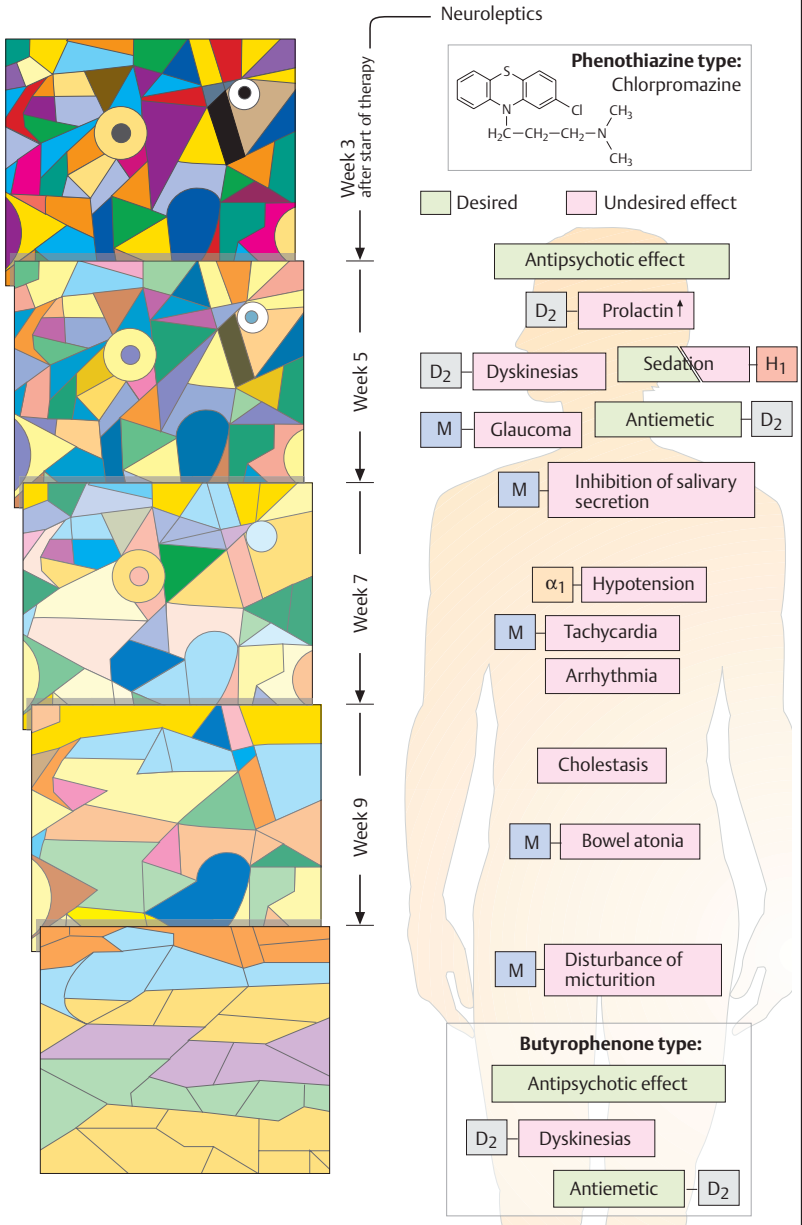 Neuroleptics
Week 3
after start of therapy
Week 5
Week 7
Week 9
Phenothiazine type:
Chlorpromazine
S
N
Cl
H2C—CH2—CH2—N
CH3
CH3
Desired
Undesired effect
Antipsychotic effect
D2
Prolactin↑
D2
Dyskinesias
Sedation
H1
M
Glaucoma
Antiemetic
D2
M
Inhibition of salivary
secretion
α1
Hypotension
M
Tachycardia
Arrhythmia
Cholestasis
M
Bowel atonia
M
Disturbance of
micturition
Butyrophenone type:
Antipsychotic effect
D2
Dyskinesias
Antiemetic
D2